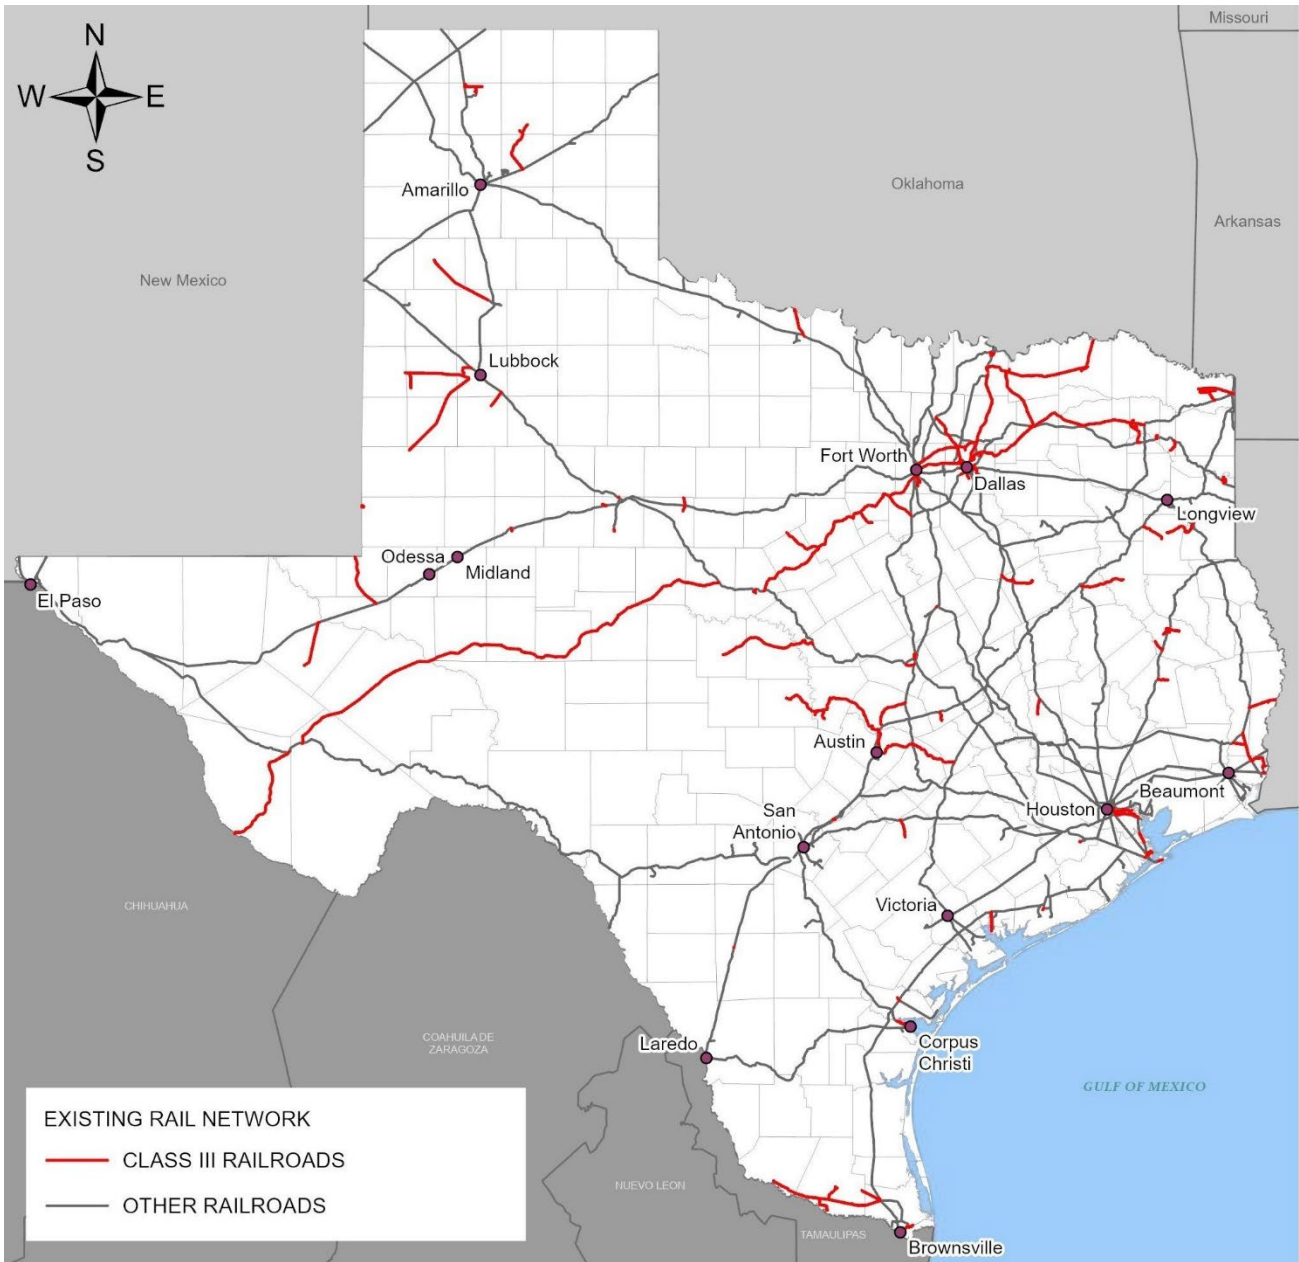 Missouri
N
W E
S
Oklahoma
Amarillo
Arkansas
New Mexico
Lubbock
Fort Worth
Dallas
Longview
Odessa
Midland
El Paso
Austin
Beaumont
Houston
San
Antonio
Victoria
CHIHUAHUA
COAHUILA DE
ZARAGOZA
Laredo
Corpus
Christi
GULF OF MEXICO
EXISTING RAIL NETWORK
CLASS III RAILROADS
OTHER RAILROADS
NUEVO LEON
TAMAULIPAS
Brownsville